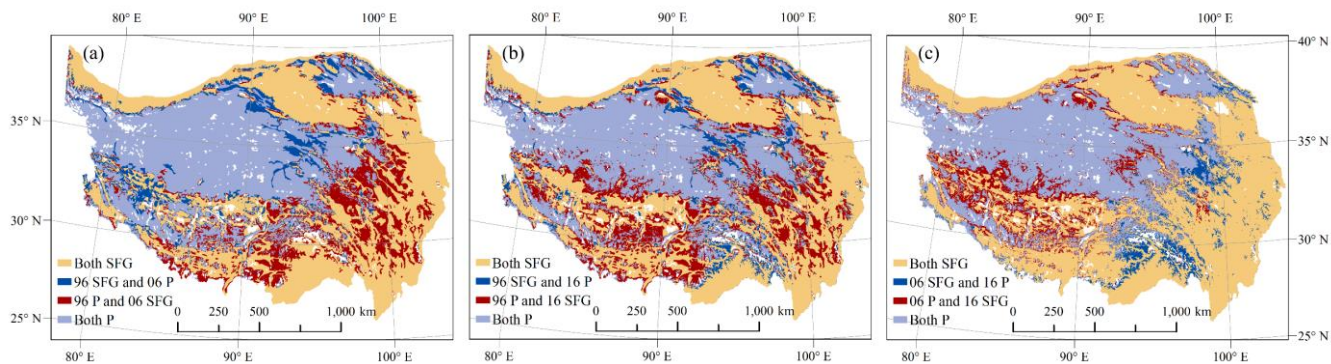 80° E 90° E 100° E
(a)
35° N
30° N
25° N
Both SFG
96 SFG and 06 P
96 P and 06 SFG
Both P
0 250 500 1,000 km
80° E 90° E 100° E
80° E 90° E 100° E
(b)
Both SFG
96 SFG and 16 P
96 P and 16 SFG
Both P
0 250 500 1,000 km
80° E 90° E 100° E
80° E 90° E 100° E
(c)
40° N
35° N
30° N
25° N
Both SFG
06 SFG and 16 P
06 P and 16 SFG
Both P
0 250 500 1,000 km
80° E 90° E 100° E